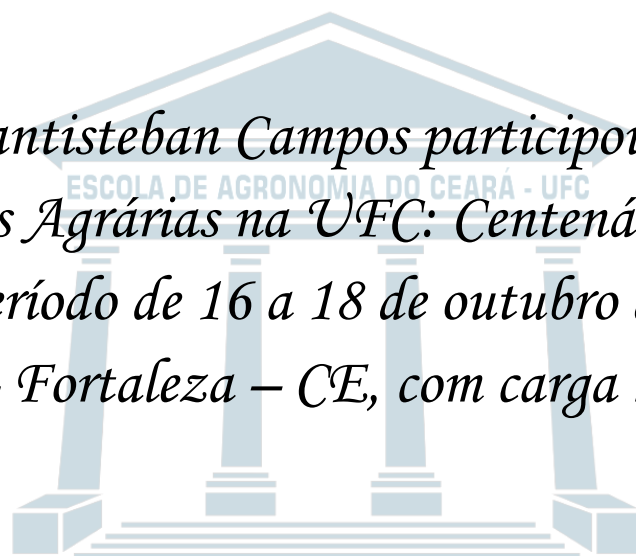 antisteban Campos participou
ESCOLA DE AGRONOMIA DO CEARÁ - UFC
s Agrárias na UFC: Centená
eríodo de 16 a 18 de outubro
Fortaleza – CE, com carga